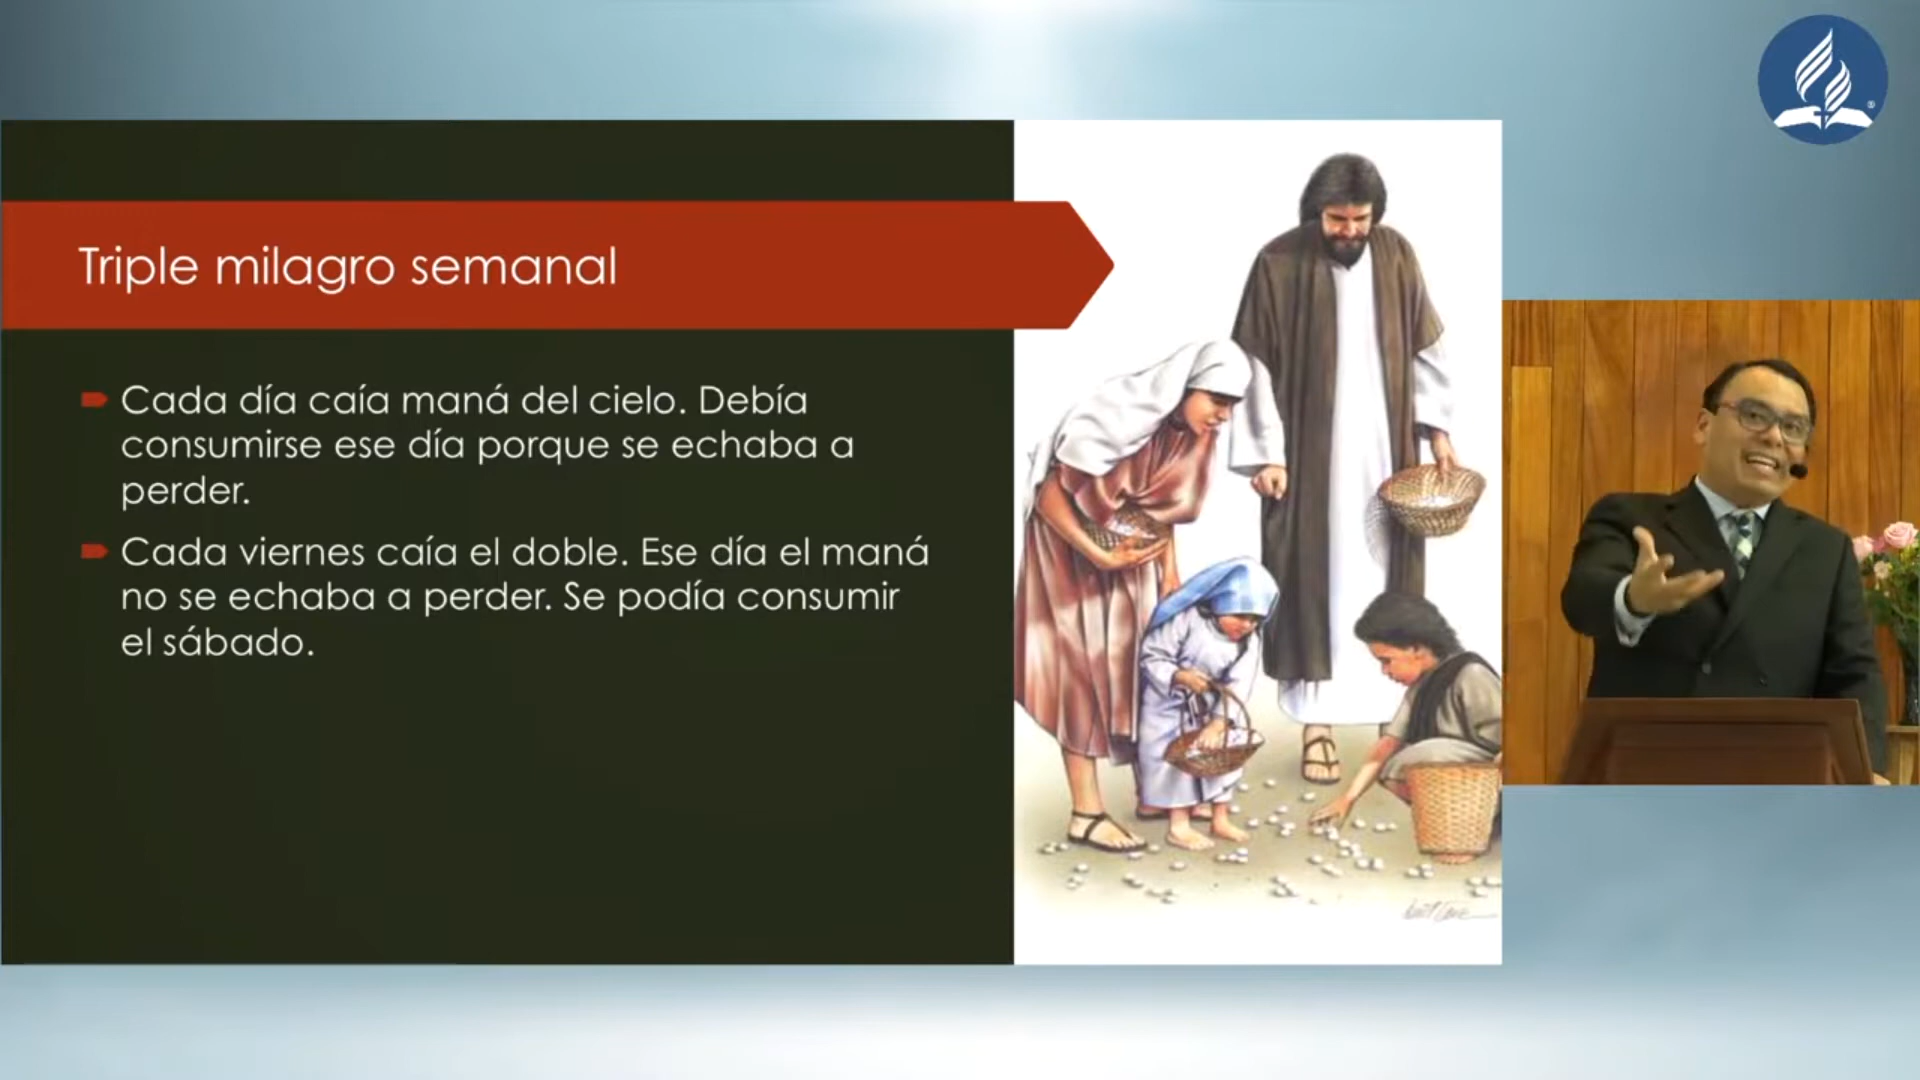 Triple milagro semanal
Cada día caía maná del cielo. Debía
consumirse ese día porque se echaba a
perder.
Cada viernes caía el doble. Ese día el maná
no se echaba a perder. Se podía consumir
el sábado.
®